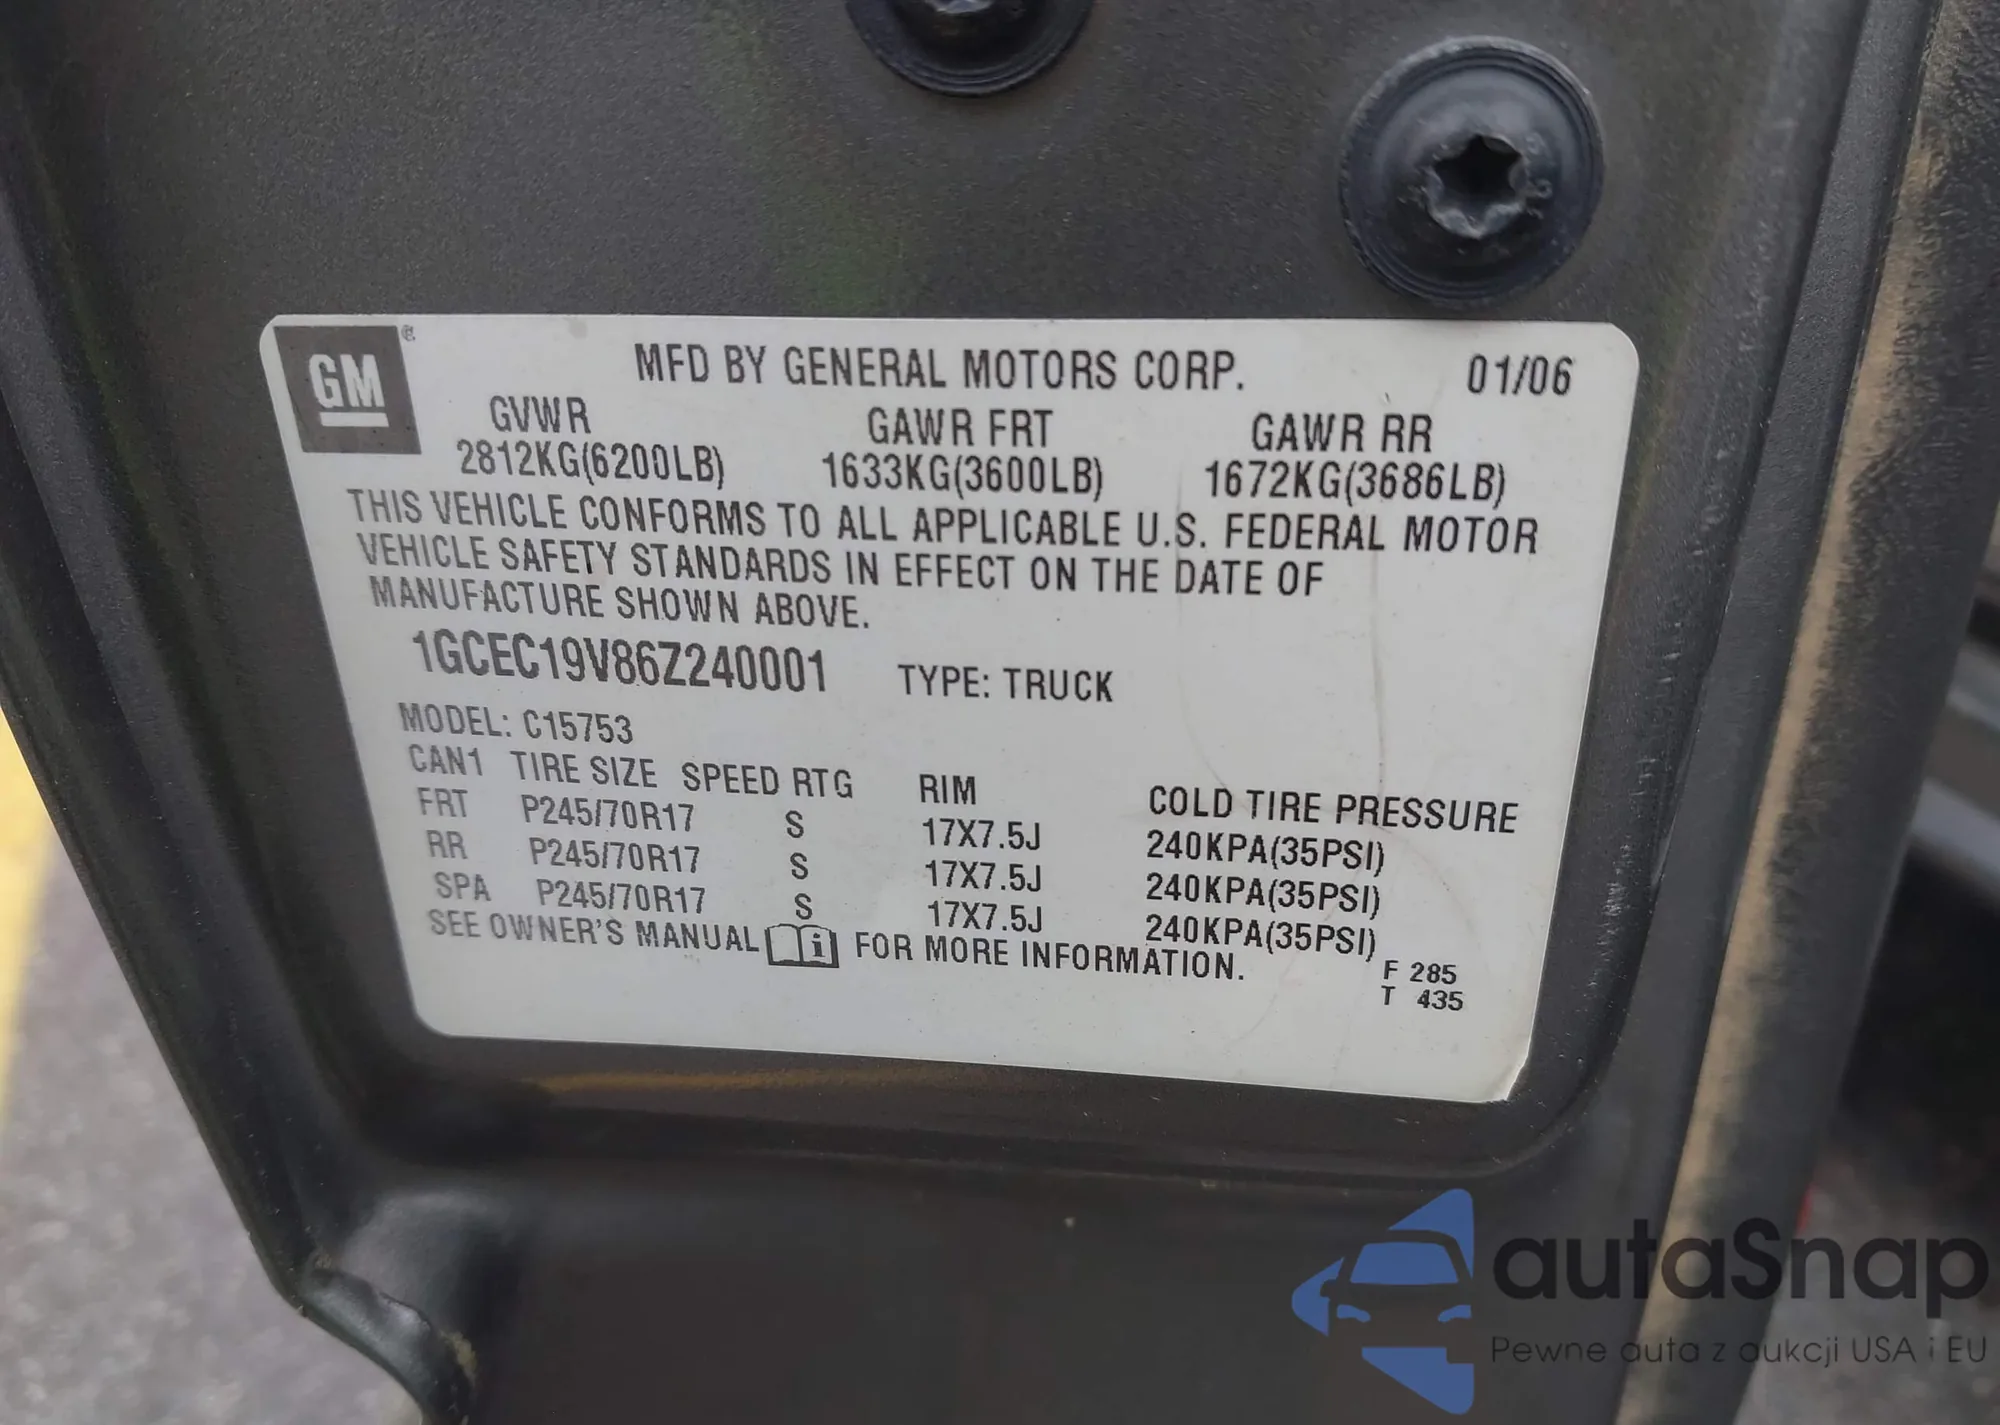 GM
MFD BY GENERAL MOTORS CORP. 01/06
GVWR GAWR FRT GAWR RR
2812KG(6200LB) 1633KG(3600LB) 1672KG(3686LB)
THIS VEHICLE CONFORMS TO ALL APPLICABLE U.S. FEDERAL MOTOR
VEHICLE SAFETY STANDARDS IN EFFECT ON THE DATE OF
MANUFACTURE SHOWN ABOVE.
1GCEC19V86Z240001 TYPE: TRUCK
MODEL: C15753
CAN1 TIRE SIZE SPEED RTG RIM COLD TIRE PRESSURE
FRT P245/70R17 S 17X7.5J 240KPA(35PSI)
RR P245/70R17 S 17X7.5J 240KPA(35PSI)
SPA P245/70R17 S 17X7.5J 240KPA(35PSI)
SEE OWNER'S MANUAL i FOR MORE INFORMATION.
F 285
T 435
autaSnap
Pewne auta z aukcji USA i EU